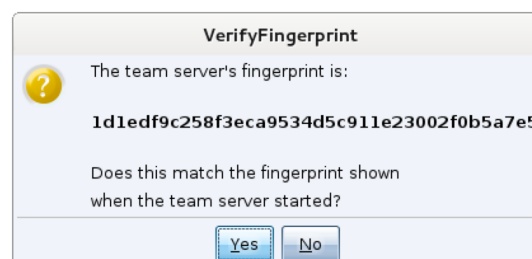 VerifyFingerprint
The team server's fingerprint is:
1d1edf9c258f3eca9534d5c911e23002f0b5a7e5
Does this match the fingerprint shown
when the team server started?
Yes No